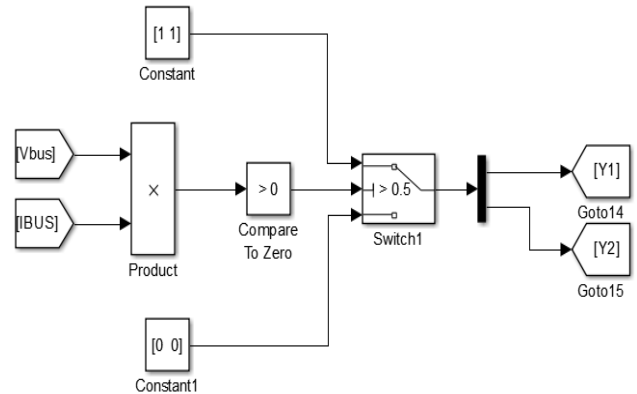 [1 1]
Constant
[Vbus]
[IBUS]
×
Product
> 0
Compare
To Zero
> 0.5
Switch1
[Y1]
Goto14
[Y2]
Goto15
[0 0]
Constant1